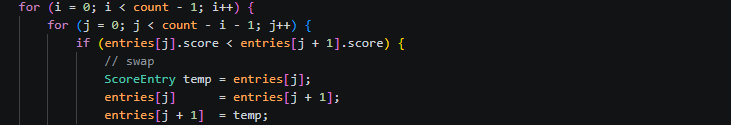 for (i = 0; i < count - 1; i++) {
    for (j = 0; j < count - i - 1; j++) {
        if (entries[j].score < entries[j + 1].score) {
            // swap
            ScoreEntry temp = entries[j];
            entries[j]      = entries[j + 1];
            entries[j + 1]  = temp;